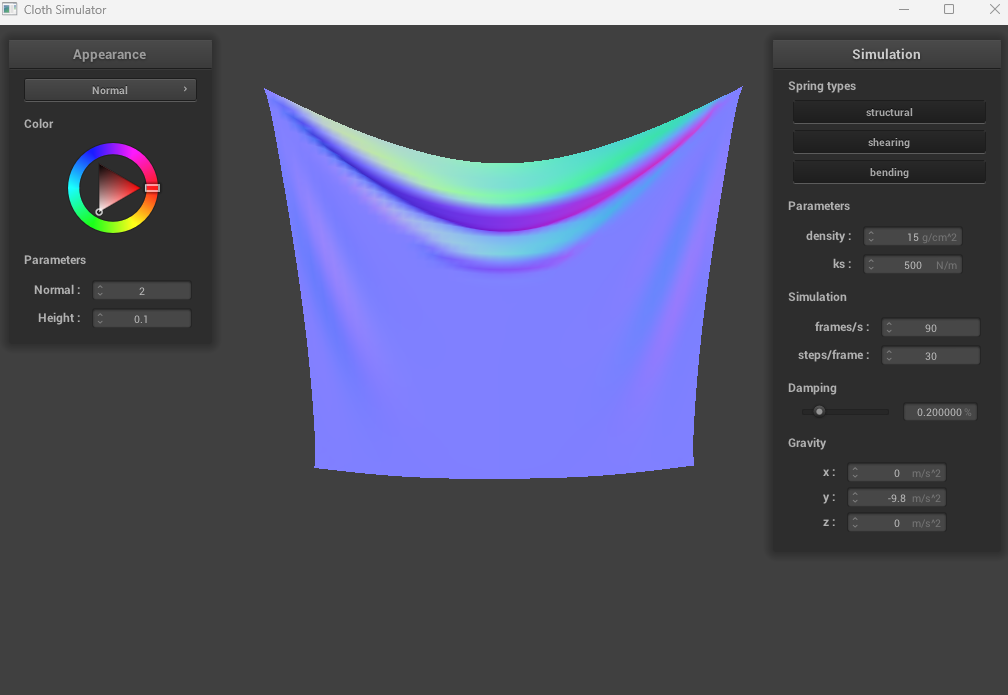 Cloth Simulator
Appearance
Normal
Color
Parameters
Normal :
2
Height :
0.1
Simulation
Spring types
structural
shearing
bending
Parameters
density :
15 g/cm^2
ks :
500 N/m
Simulation
frames/s :
90
steps/frame :
30
Damping
0.200000 %
Gravity
x :
0 m/s^2
y :
-9.8 m/s^2
z :
0 m/s^2